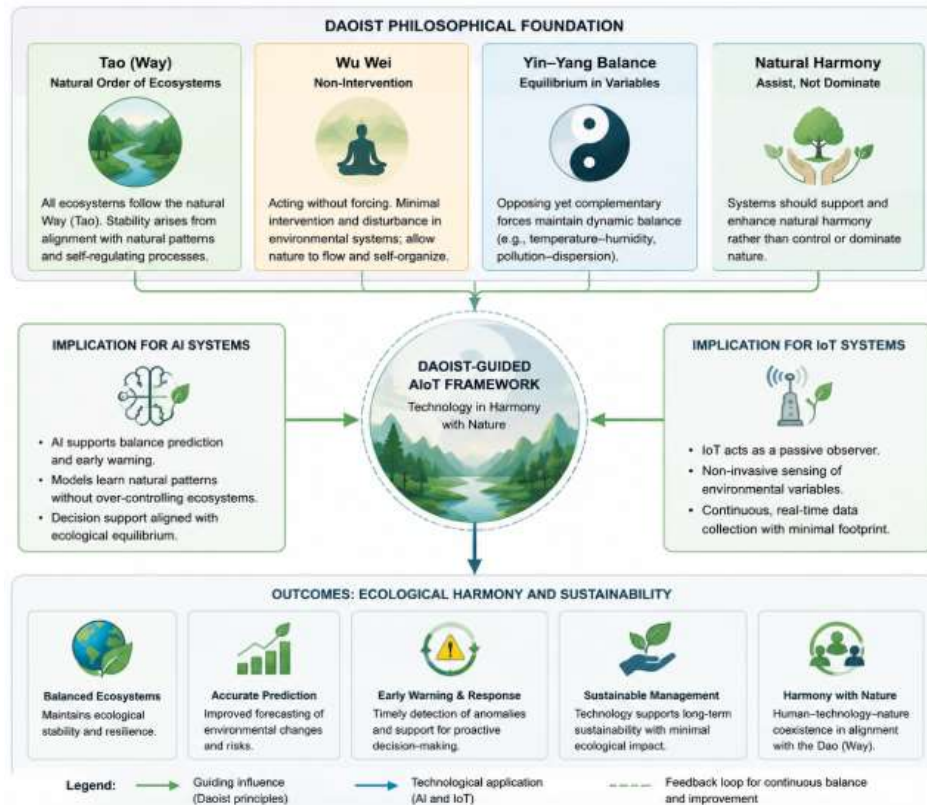 DAOIST PHILOSOPHICAL FOUNDATION
Tao (Way)
Natural Order of Ecosystems
All ecosystems follow the natural
Way (Tao). Stability arises from
alignment with natural patterns
and self-regulating processes.
Wu Wei
Non-Intervention
Acting without forcing. Minimal
intervention and disturbance in
environmental systems; allow
nature to flow and self-organize.
Yin–Yang Balance
Equilibrium in Variables
Opposing yet complementary
forces maintain dynamic balance
(e.g., temperature–humidity,
pollution–dispersion).
Natural Harmony
Assist, Not Dominate
Systems should support and
enhance natural harmony
rather than control or dominate
nature.
IMPLICATION FOR AI SYSTEMS
• AI supports balance prediction
and early warning.
• Models learn natural patterns
without over-controlling ecosystems.
• Decision support aligned with
ecological equilibrium.
DAOIST-GUIDED
AIoT FRAMEWORK
Technology in Harmony
with Nature
IMPLICATION FOR IoT SYSTEMS
• IoT acts as a passive observer.
• Non-invasive sensing of
environmental variables.
• Continuous, real-time data
collection with minimal footprint.
OUTCOMES: ECOLOGICAL HARMONY AND SUSTAINABILITY
Balanced Ecosystems
Maintains ecological
stability and resilience.
Accurate Prediction
Improved forecasting of
environmental changes
and risks.
Early Warning & Response
Timely detection of anomalies
and support for proactive
decision-making.
Sustainable Management
Technology supports long-term
sustainability with minimal
ecological impact.
Harmony with Nature
Human–technology–nature
coexistence in alignment
with the Dao (Way).
Legend:
Guiding influence
(Daoist principles)
Technological application
(AI and IoT)
Feedback loop for continuous balance
and improvement